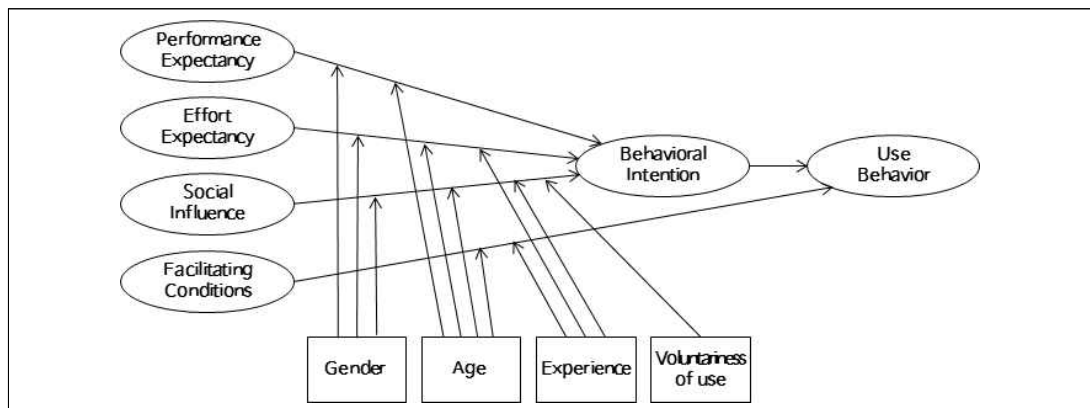 Performance
Expectancy
Effort
Expectancy
Social
Influence
Facilitating
Conditions
Behavioral
Intention
Use
Behavior
Gender
Age
Experience
Voluntariness
of use